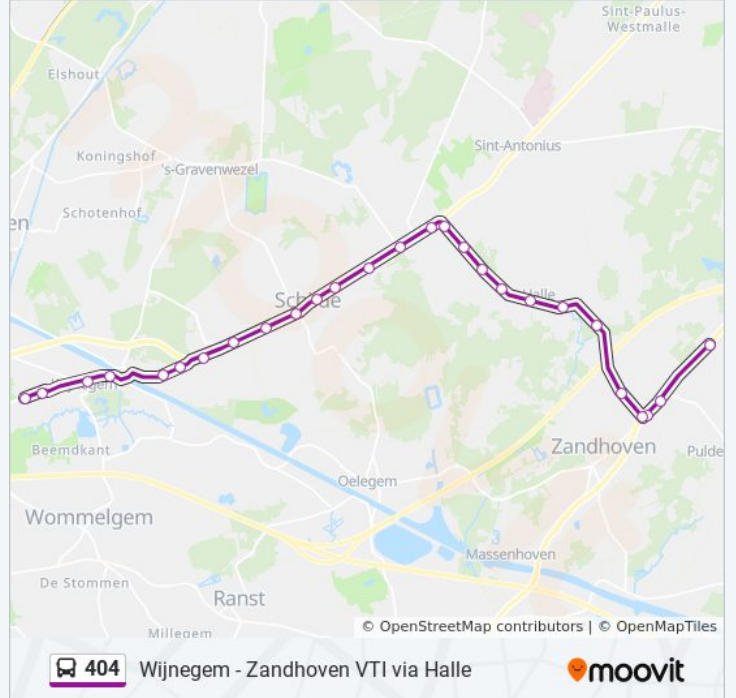 Sint-Paulus-
Westmalle
Elshout
Sint-Antonius
Koningshof
's-Gravenwezel
en
Schotenhof
Halle
Schilde
Beemdkant
Zandhoven
Pulde
Oelegem
Wommelgem
Massenhoven
De Stommen
Ranst
Millegem
© OpenStreetMap contributors | © OpenMapTiles
404 Wijnegem - Zandhoven VTI via Halle
moovit